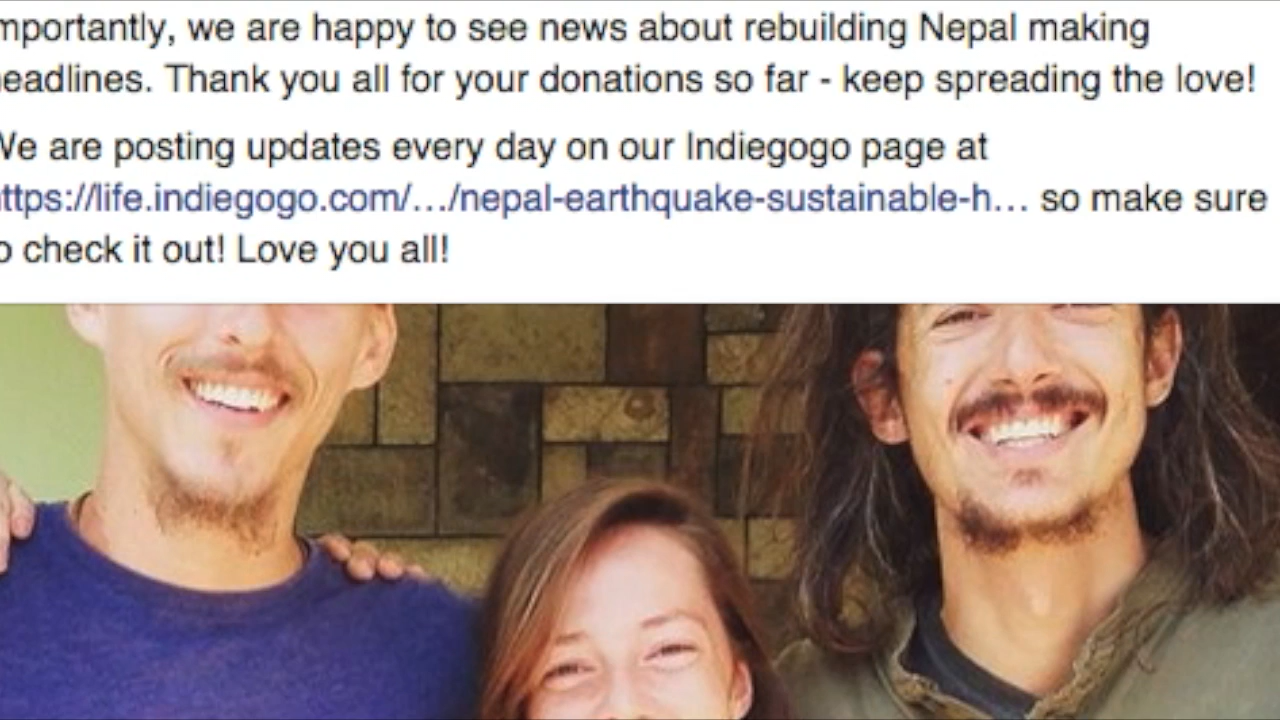 mportantly, we are happy to see news about rebuilding Nepal making
eadlines. Thank you all for your donations so far - keep spreading the love!
We are posting updates every day on our Indiegogo page at
ttps://life.indiegogo.com/…/nepal-earthquake-sustainable-h… so make sure
o check it out! Love you all!